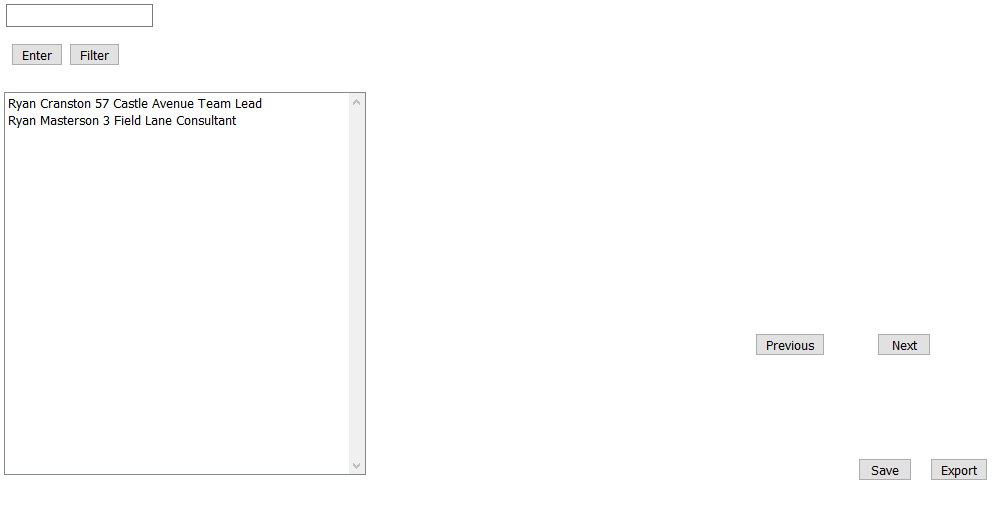 Enter Filter
Ryan Cranston 57 Castle Avenue Team Lead
Ryan Masterson 3 Field Lane Consultant
Previous Next
Save Export